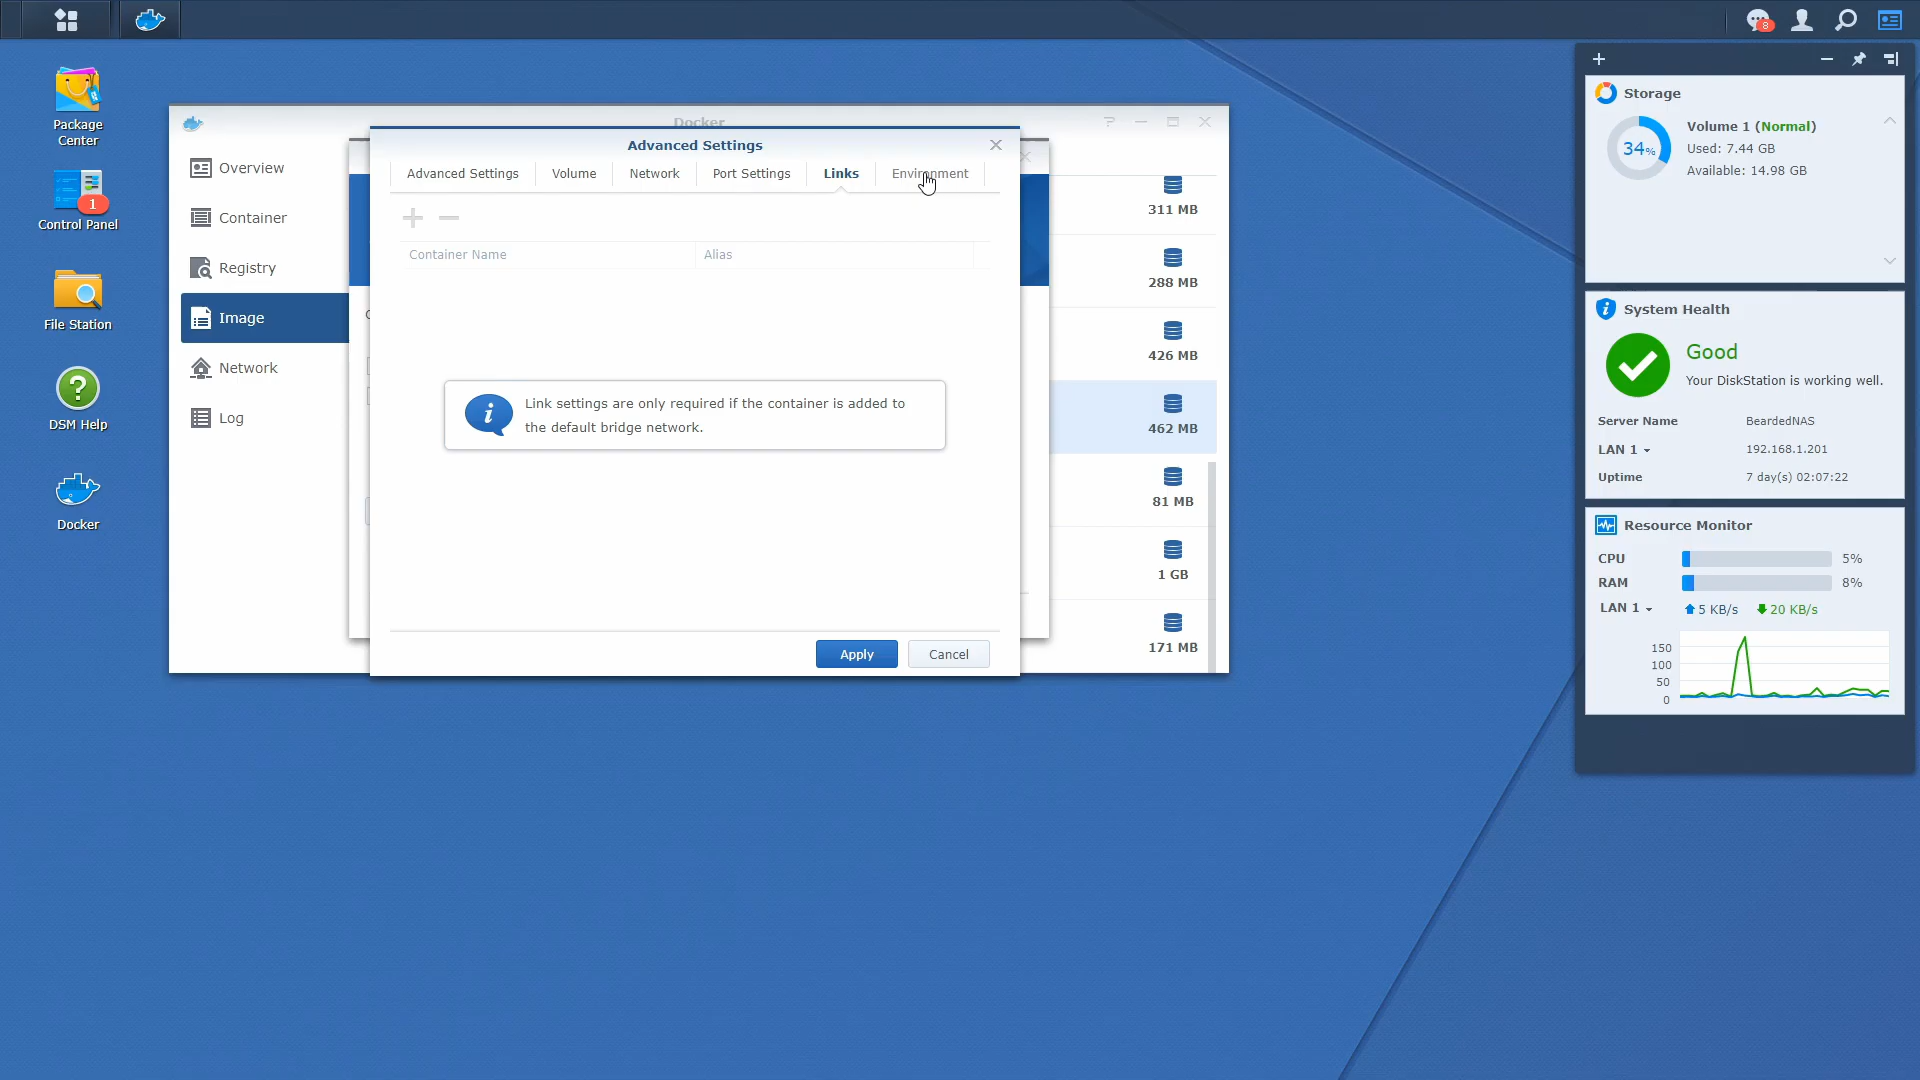 8
Package
Center
1
Control Panel
File Station
?
DSM Help
Docker
Docker
Overview
Container
Registry
Image
Network
Log
Advanced Settings
Advanced Settings
Volume
Network
Port Settings
Links
Environment
Container Name
Alias
Link settings are only required if the container is added to
the default bridge network.
Apply
Cancel
311 MB
288 MB
426 MB
462 MB
81 MB
1 GB
171 MB
Storage
34%
Volume 1 (Normal)
Used: 7.44 GB
Available: 14.98 GB
System Health
Good
Your DiskStation is working well.
Server Name BeardedNAS
LAN 1 192.168.1.201
Uptime 7 day(s) 02:07:22
Resource Monitor
CPU 5%
RAM 8%
LAN 1 5 KB/s 20 KB/s
150
100
50
0